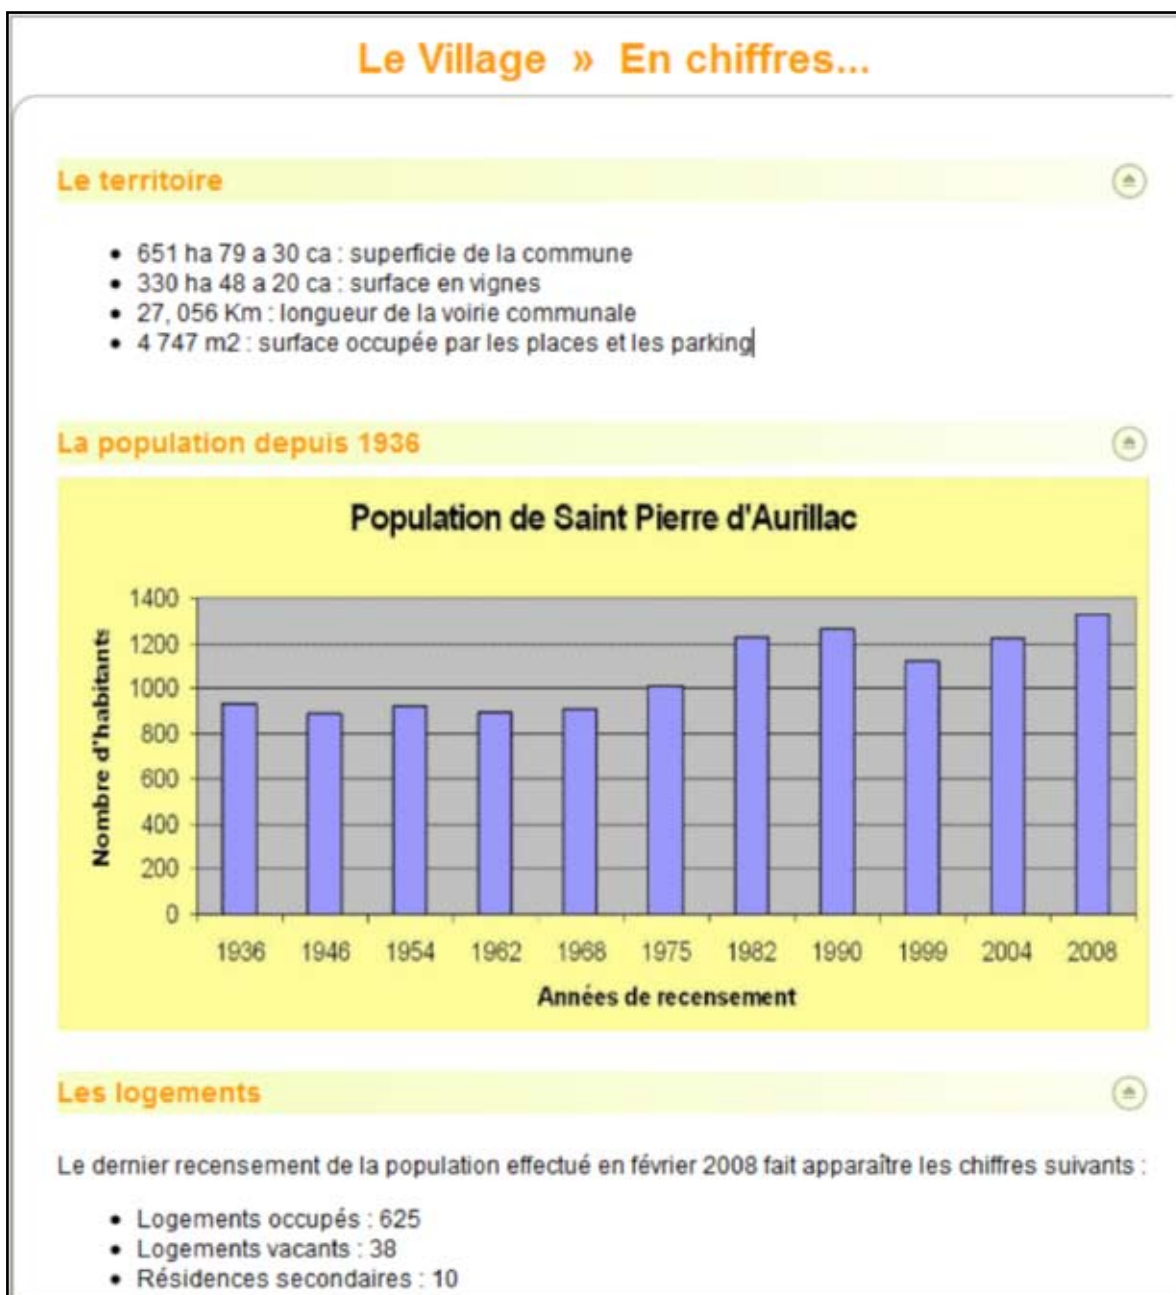 Le Village » En chiffres...
Le territoire
• 651 ha 79 a 30 ca : superficie de la commune
• 330 ha 48 a 20 ca : surface en vignes
• 27, 056 Km : longueur de la voirie communale
• 4 747 m2 : surface occupée par les places et les parking
La population depuis 1936
Population de Saint Pierre d'Aurillac
Nombre d'habitants
1400
1200
1000
800
600
400
200
0
1936 1946 1954 1962 1968 1975 1982 1990 1999 2004 2008
Années de recensement
Les logements
Le dernier recensement de la population effectué en février 2008 fait apparaître les chiffres suivants :
• Logements occupés : 625
• Logements vacants : 38
• Résidences secondaires : 10